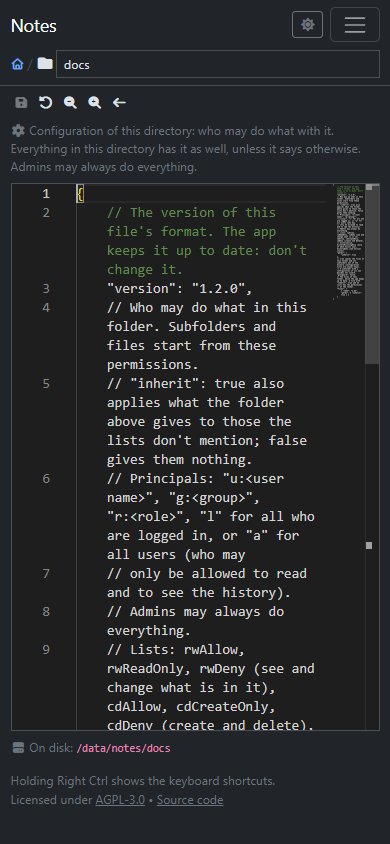 Notes
/ docs
Configuration of this directory: who may do what with it.
Everything in this directory has it as well, unless it says otherwise.
Admins may always do everything.
1 {
2 // The version of this
file's format. The app
keeps it up to date: don't
change it.
3 "version": "1.2.0",
4 // Who may do what in this
folder. Subfolders and
files start from these
permissions.
5 // "inherit": true also
applies what the folder
above gives to those the
lists don't mention; false
gives them nothing.
6 // Principals: "u:<user
name>", "g:<group>",
"r:<role>", "l" for all who
are logged in, or "a" for
all users (who may
7 // only be allowed to read
and to see the history).
8 // Admins may always do
everything.
9 // Lists: rwAllow,
rwReadOnly, rwDeny (see and
change what is in it),
cdAllow, cdCreateOnly,
cdDeny (create and delete),
On disk: /data/notes/docs
Holding Right Ctrl shows the keyboard shortcuts.
Licensed under AGPL-3.0 • Source code